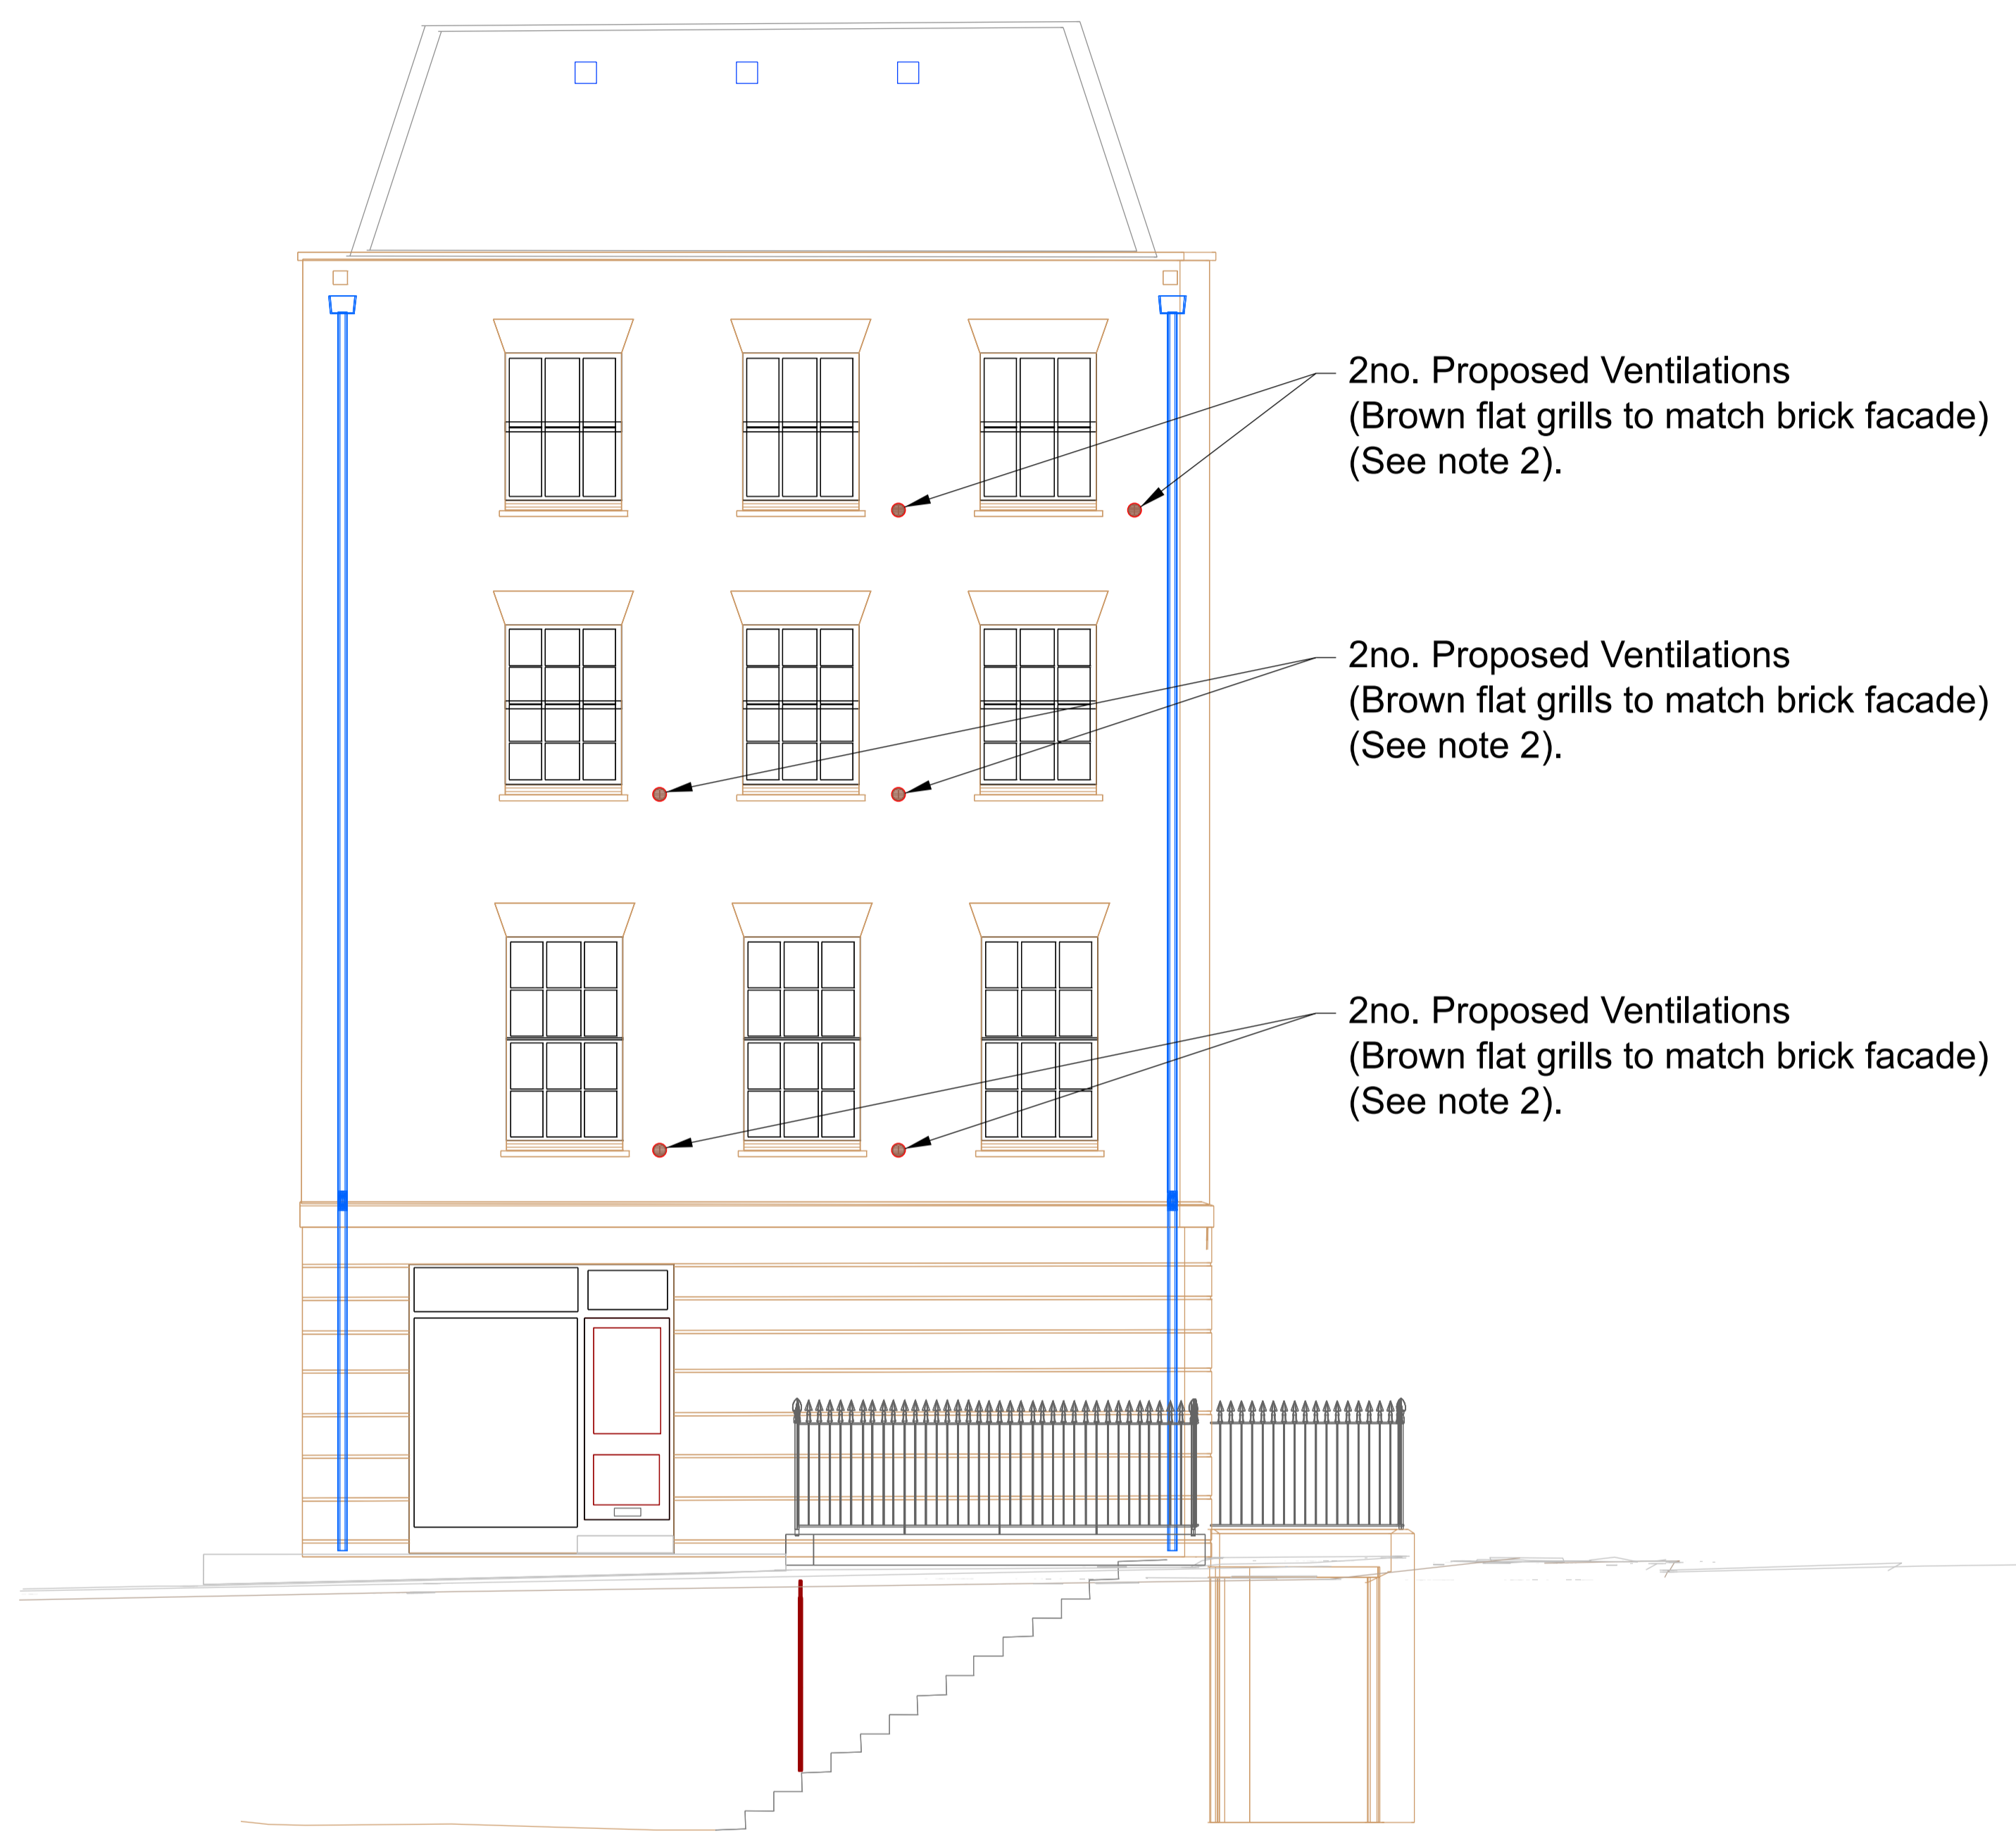 2no. Proposed Ventilations
(Brown flat grills to match brick facade)
(See note 2).
2no. Proposed Ventilations
(Brown flat grills to match brick facade)
(See note 2).
2no. Proposed Ventilations
(Brown flat grills to match brick facade)
(See note 2).